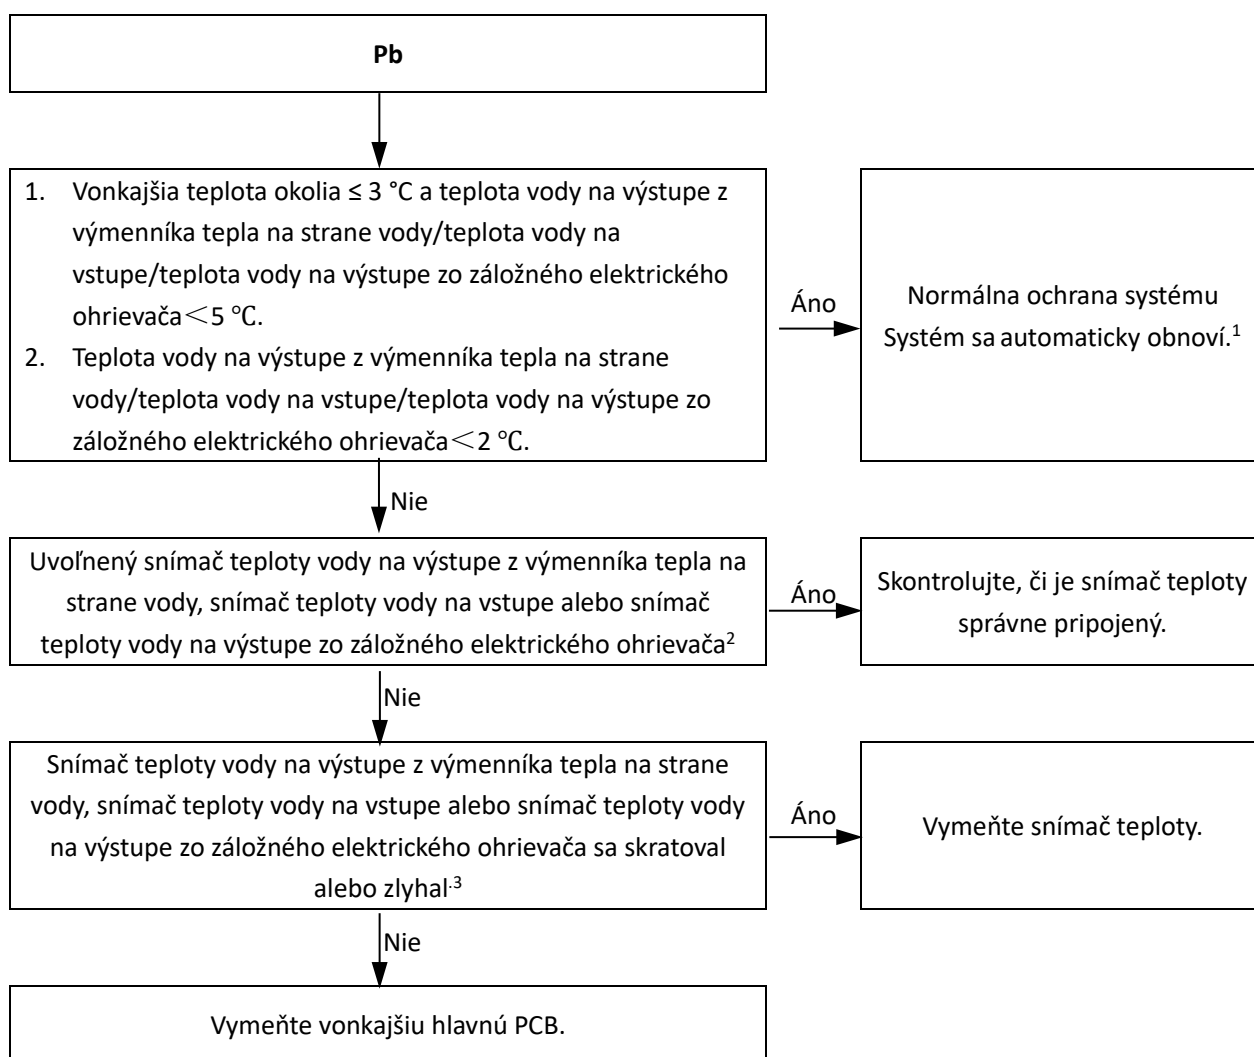 Pb
1. Vonkajšia teplota okolia ≤ 3 °C a teplota vody na výstupe z
výmenníka tepla na strane vody/teplota vody na
vstupe/teplota vody na výstupe zo záložného elektrického
ohrievača＜5 ℃.
2. Teplota vody na výstupe z výmenníka tepla na strane
vody/teplota vody na vstupe/teplota vody na výstupe zo
záložného elektrického ohrievača＜2 ℃.
Áno
Normálna ochrana systému
Systém sa automaticky obnoví.¹
Nie
Uvoľnený snímač teploty vody na výstupe z výmenníka tepla na
strane vody, snímač teploty vody na vstupe alebo snímač
teploty vody na výstupe zo záložného elektrického ohrievača²
Áno
Skontrolujte, či je snímač teploty
správne pripojený.
Nie
Snímač teploty vody na výstupe z výmenníka tepla na strane
vody, snímač teploty vody na vstupe alebo snímač teploty vody
na výstupe zo záložného elektrického ohrievača sa skratoval
alebo zlyhal.³
Áno
Vymeňte snímač teploty.
Nie
Vymeňte vonkajšiu hlavnú PCB.